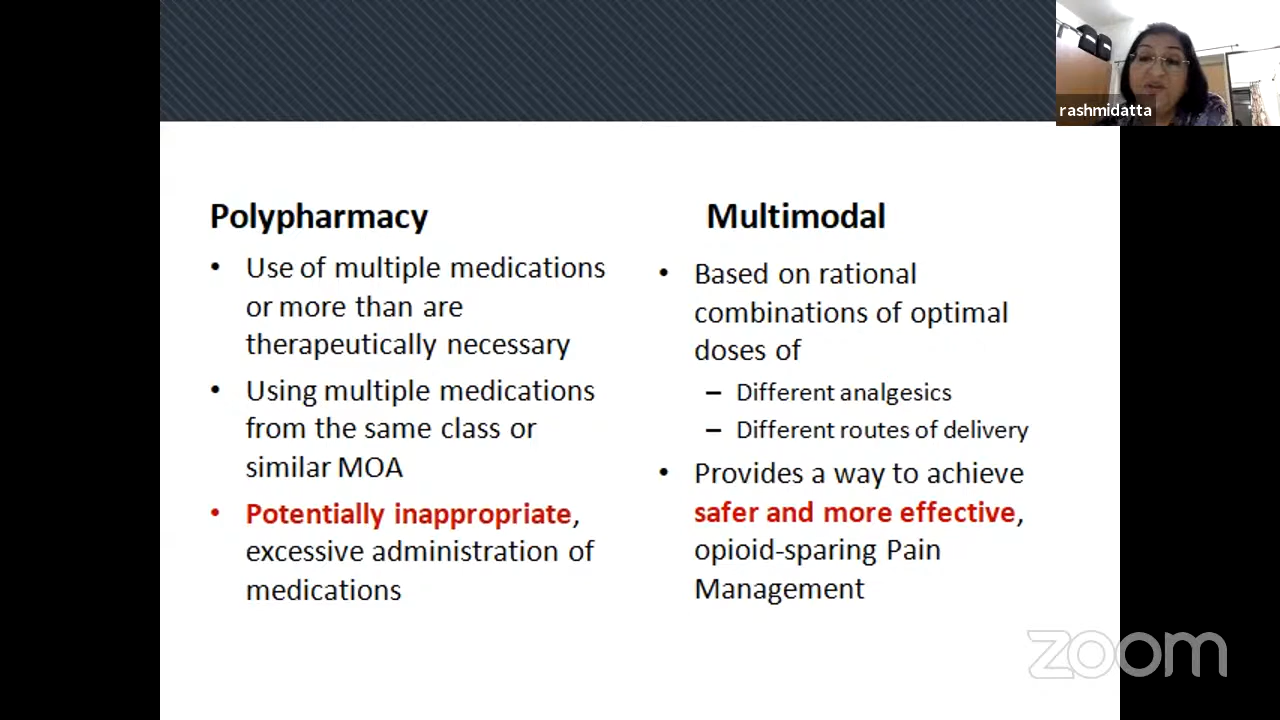 rashmidatta
Polypharmacy
• Use of multiple medications
or more than are
therapeutically necessary
• Using multiple medications
from the same class or
similar MOA
• Potentially inappropriate,
excessive administration of
medications
Multimodal
• Based on rational
combinations of optimal
doses of
– Different analgesics
– Different routes of delivery
• Provides a way to achieve
safer and more effective,
opioid-sparing Pain
Management
zoom